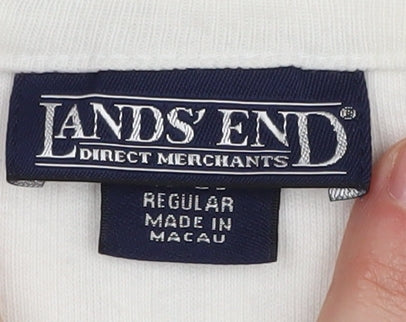 LANDS' END®
DIRECT MERCHANTS
REGULAR
MADE IN
MACAU